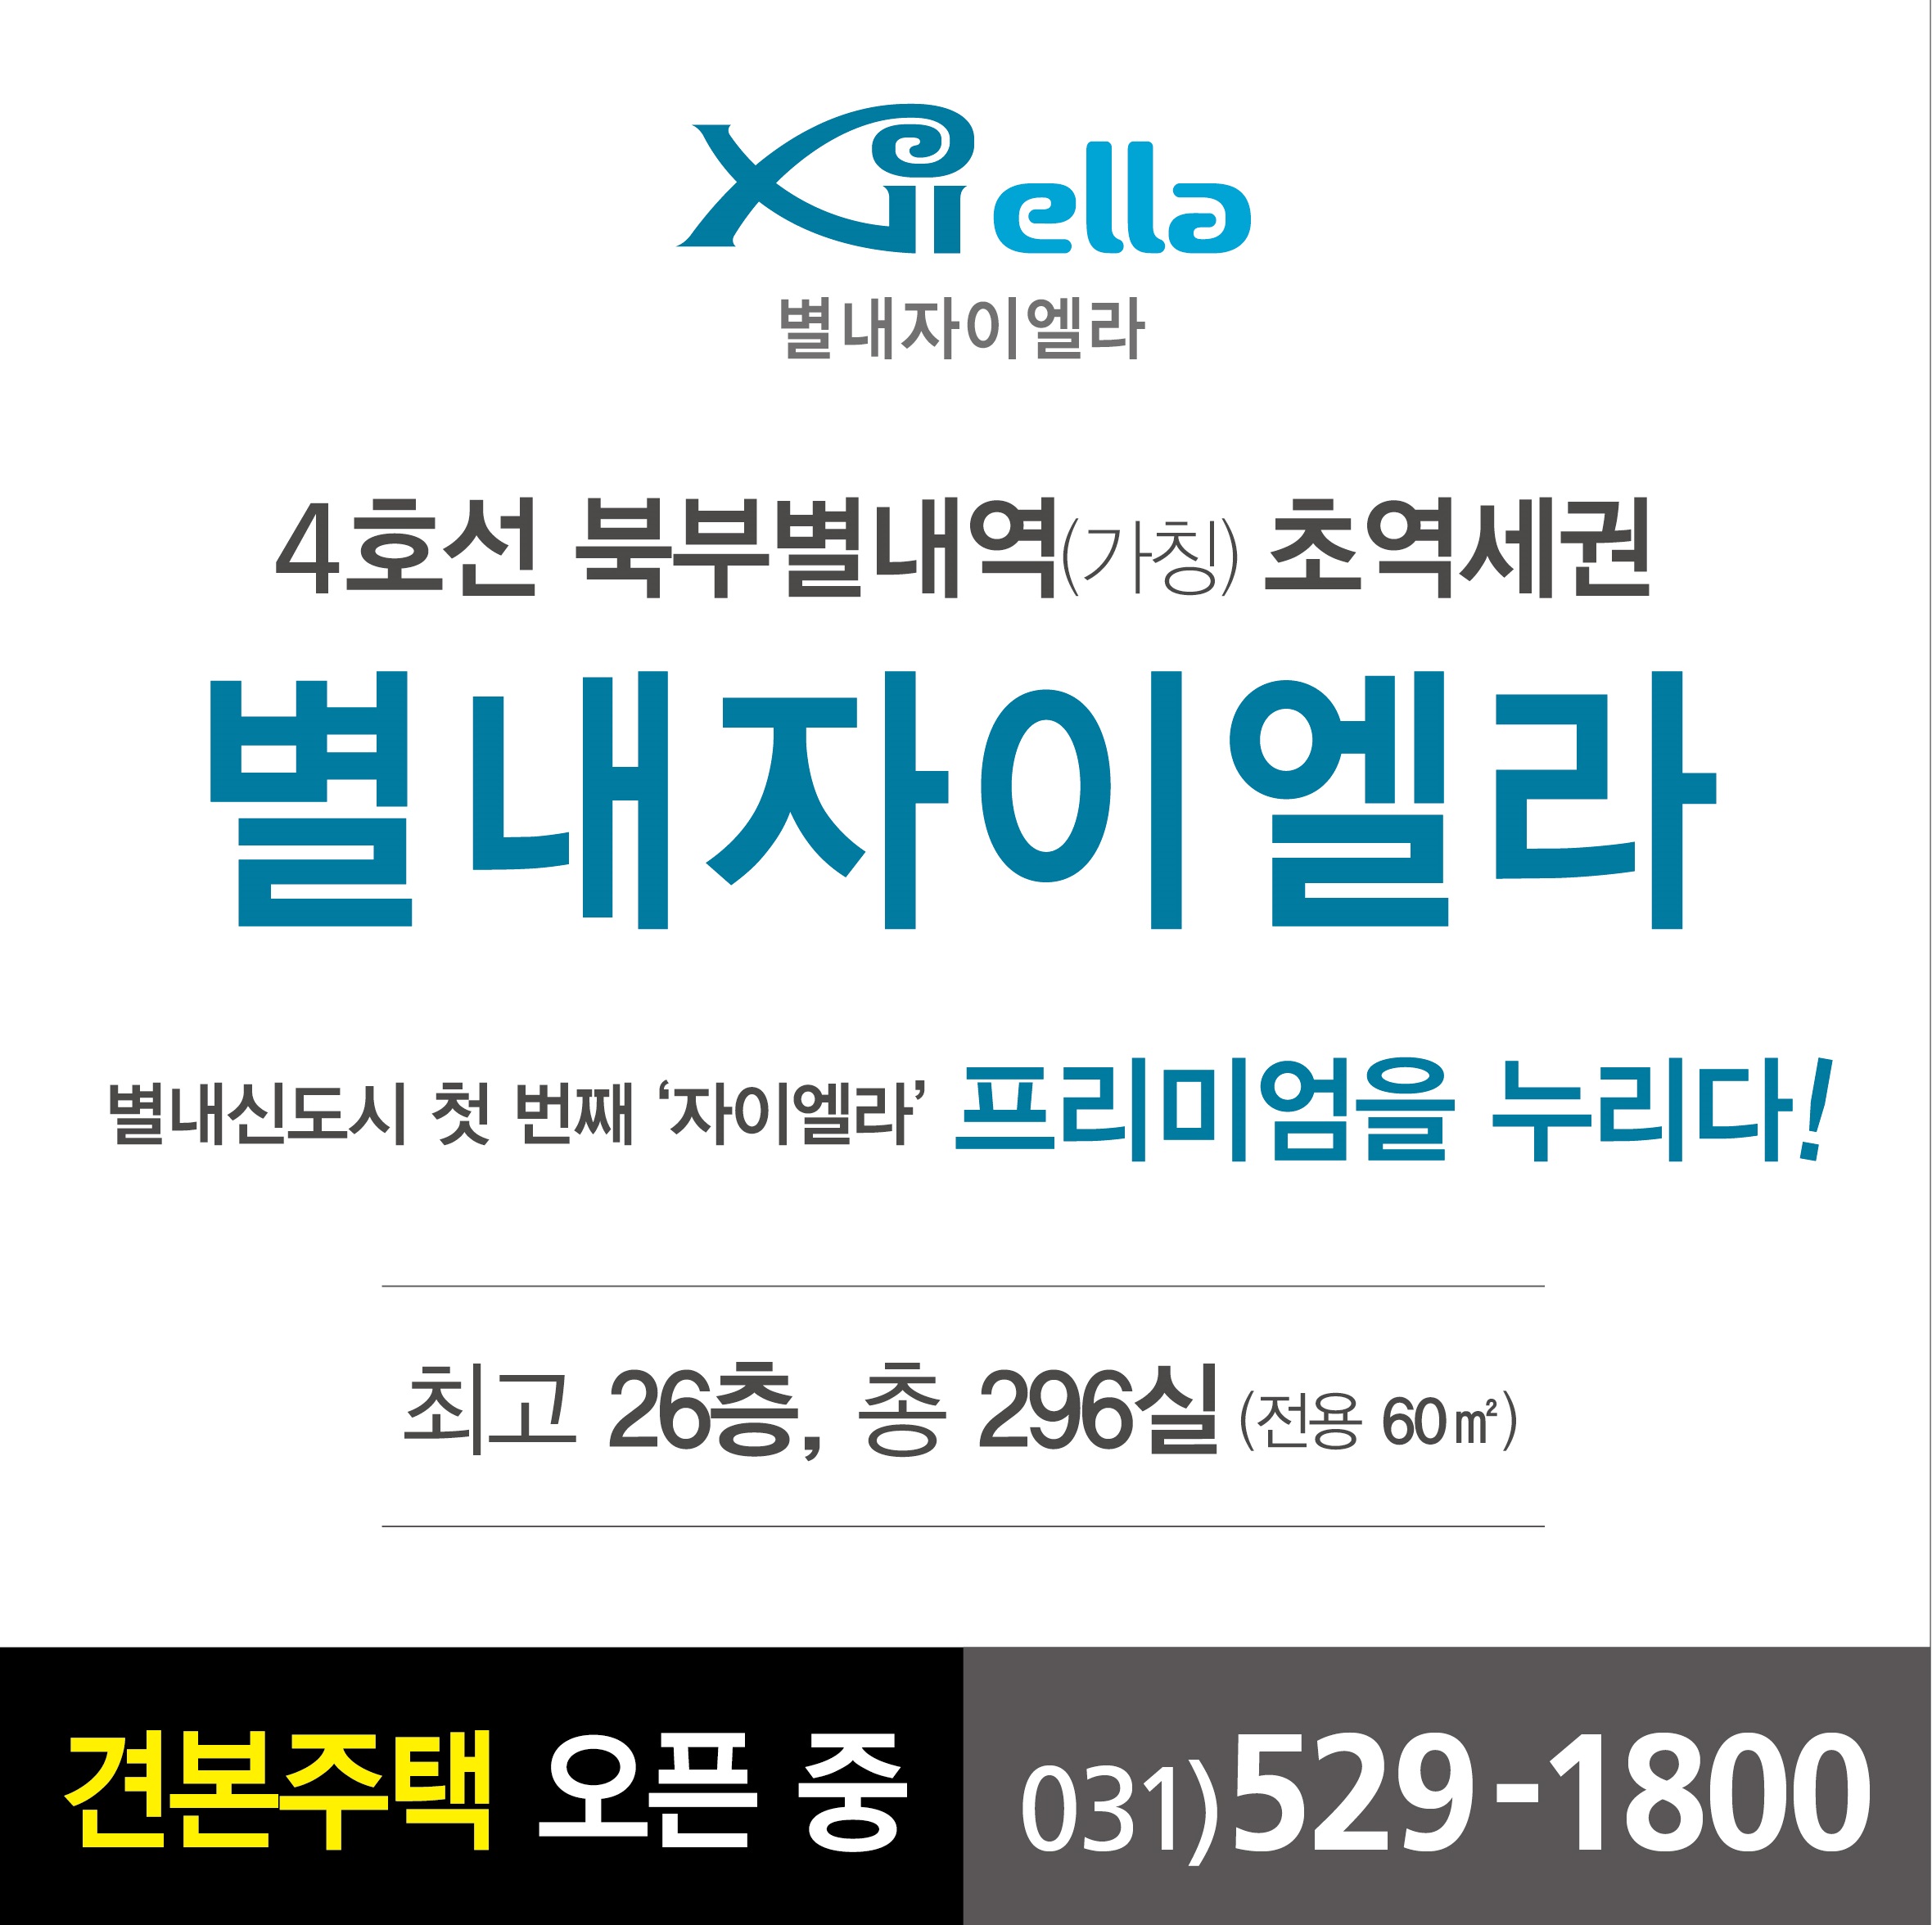 Xi ella
별내자이엘라
4호선 북부별내역(가칭) 초역세권
별내자이엘라
별내신도시 첫 번째 ‘자이엘라’ 프리미엄을 누리다!
최고 26층, 총 296실 (전용 60㎡)
견본주택 오픈 중 031)529-1800